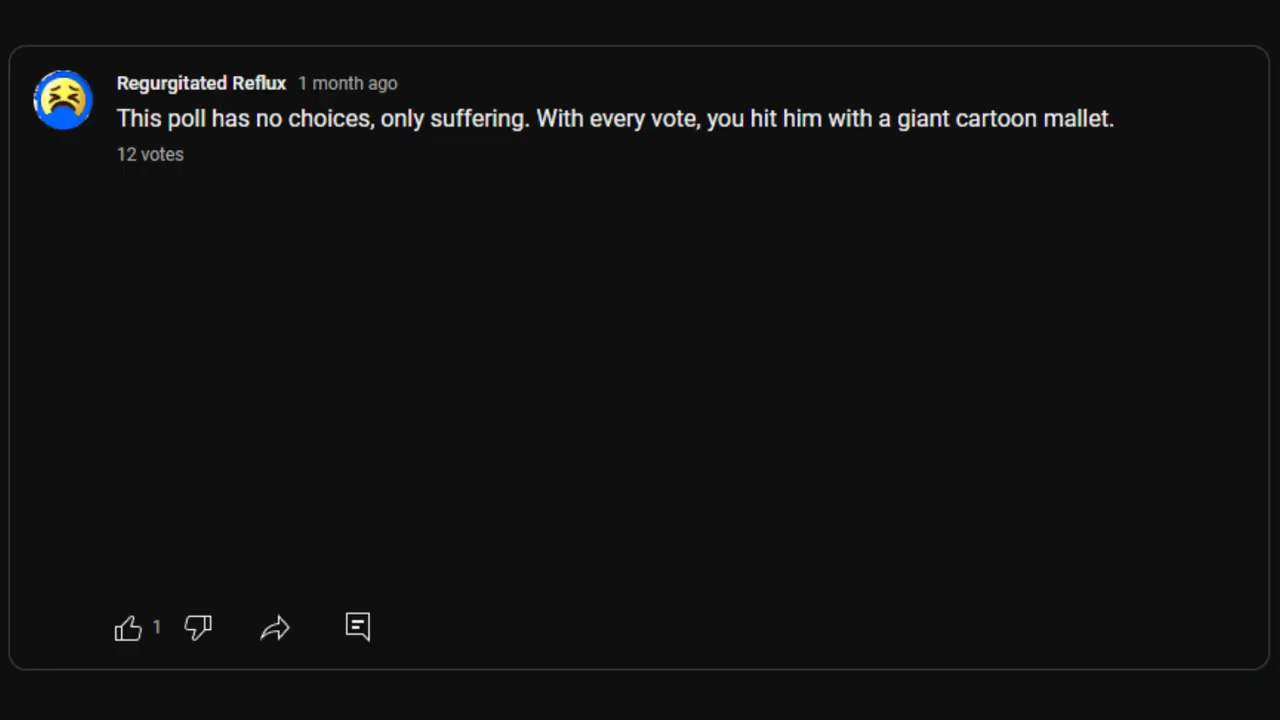 Regurgitated Reflux 1 month ago
This poll has no choices, only suffering. With every vote, you hit him with a giant cartoon mallet.
12 votes
1